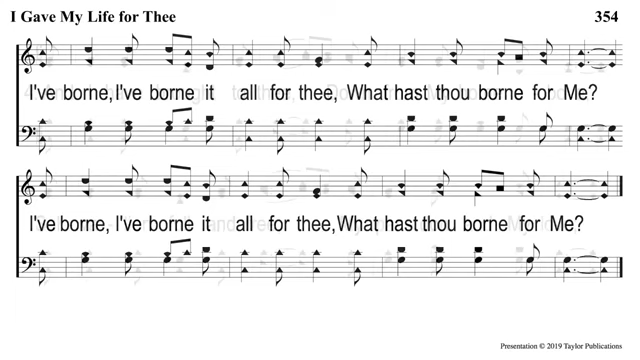 I Gave My Life for Thee 354
I've borne, I've borne it all for thee, What hast thou borne for Me?
I've borne, I've borne it all for thee, What hast thou borne for Me?
Presentation © 2019 Taylor Publications